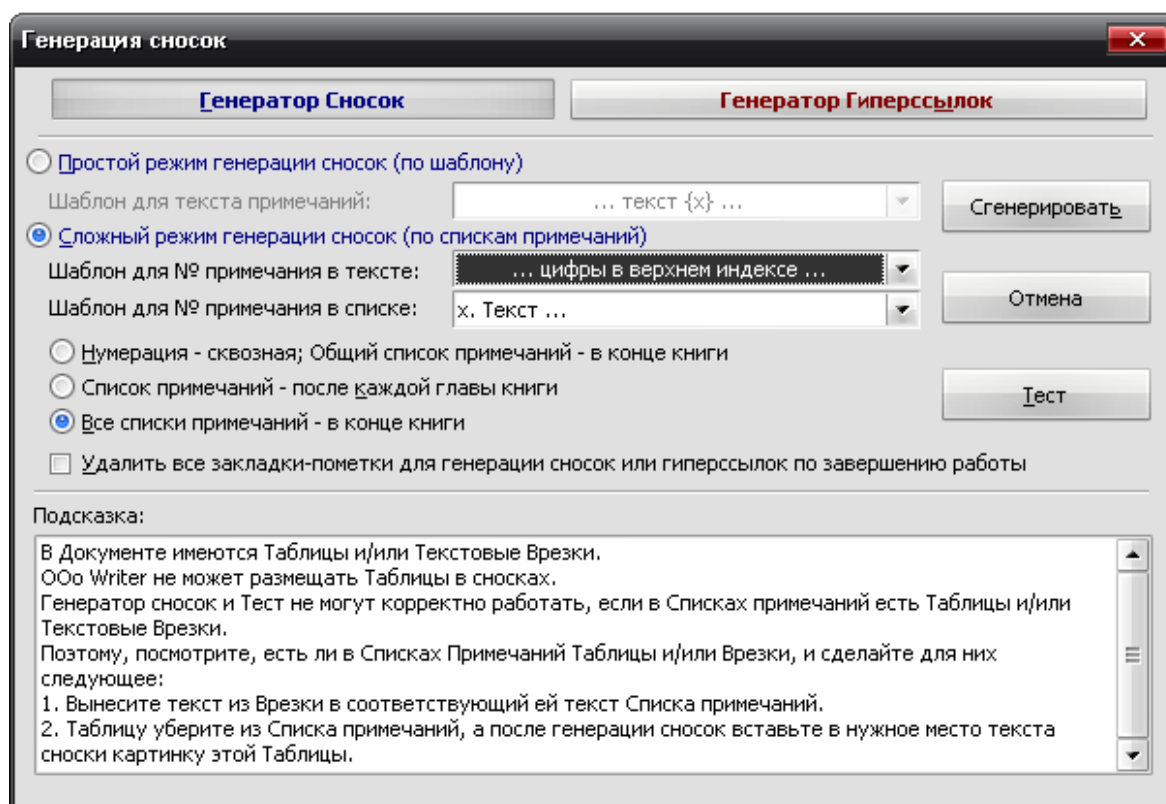 Генерация сносок
Генератор Сносок
Генератор Гиперссылок
Простой режим генерации сносок (по шаблону)
Шаблон для текста примечаний:
... текст {x} ...
Сгенерировать
Сложный режим генерации сносок (по спискам примечаний)
Шаблон для № примечания в тексте:
... цифры в верхнем индексе ...
Отмена
Шаблон для № примечания в списке:
x. Текст ...
Нумерация - сквозная; Общий список примечаний - в конце книги
Список примечаний - после каждой главы книги
Тест
Все списки примечаний - в конце книги
Удалить все закладки-пометки для генерации сносок или гиперссылок по завершению работы
Подсказка:
В Документе имеются Таблицы и/или Текстовые Врезки.
OOo Writer не может размещать Таблицы в сносках.
Генератор сносок и Тест не могут корректно работать, если в Списках примечаний есть Таблицы и/или
Текстовые Врезки.
Поэтому, посмотрите, есть ли в Списках Примечаний Таблицы и/или Врезки, и сделайте для них
следующее:
1. Вынесите текст из Врезки в соответствующий ей текст Списка примечаний.
2. Таблицу уберите из Списка примечаний, а после генерации сносок вставьте в нужное место текста
сноски картинку этой Таблицы.